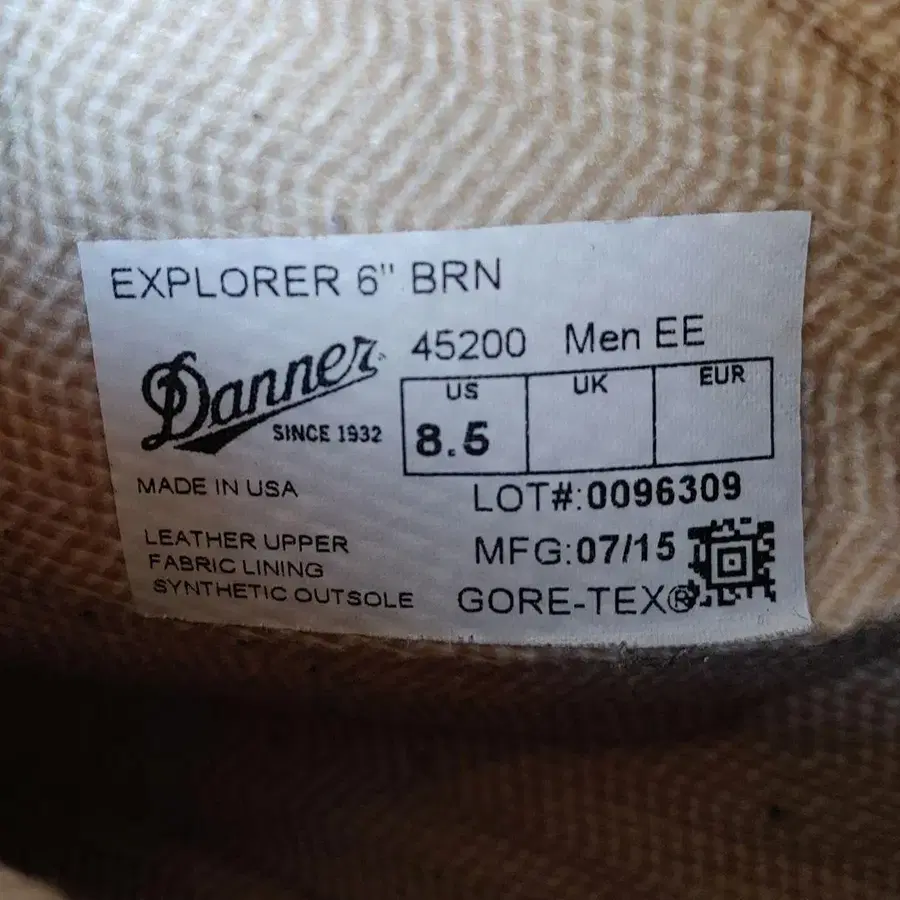 EXPLORER 6" BRN
Danner
SINCE 1932
45200 Men EE
US UK EUR
8.5
MADE IN USA
LOT#:0096309
LEATHER UPPER
FABRIC LINING
SYNTHETIC OUTSOLE
MFG:07/15
GORE-TEX®